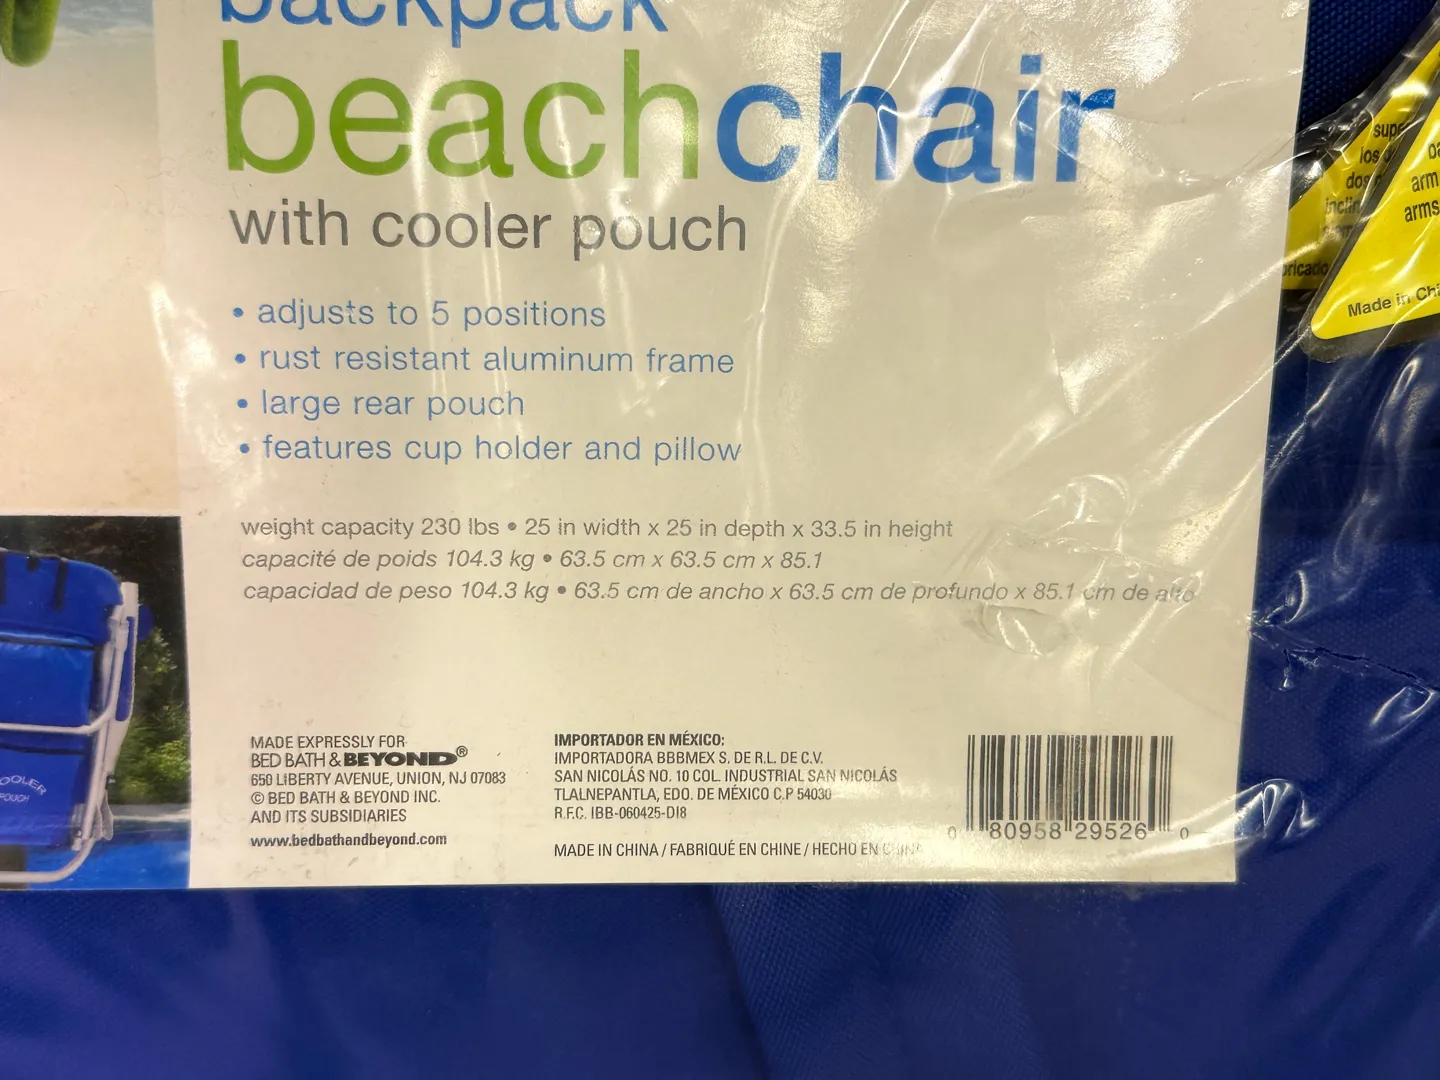 backpack
beachchair
with cooler pouch
• adjusts to 5 positions
• rust resistant aluminum frame
• large rear pouch
• features cup holder and pillow
weight capacity 230 lbs • 25 in width x 25 in depth x 33.5 in height
capacité de poids 104.3 kg • 63.5 cm x 63.5 cm x 85.1
capacidad de peso 104.3 kg • 63.5 cm de ancho x 63.5 cm de profundo x 85.1 cm de alto
MADE EXPRESSLY FOR
BED BATH & BEYOND®
650 LIBERTY AVENUE, UNION, NJ 07083
© BED BATH & BEYOND INC.
AND ITS SUBSIDIARIES
www.bedbathandbeyond.com
IMPORTADOR EN MÉXICO:
IMPORTADORA BBBMEX S. DE R.L. DE C.V.
SAN NICOLÁS NO. 10 COL. INDUSTRIAL SAN NICOLÁS
TLALNEPANTLA, EDO. DE MÉXICO C.P 54030
R.F.C. IBB-060425-DI8
MADE IN CHINA / FABRIQUÉ EN CHINE / HECHO EN CHINA
0 80958 29526 0
COOLER
POUCH
arms
Made in